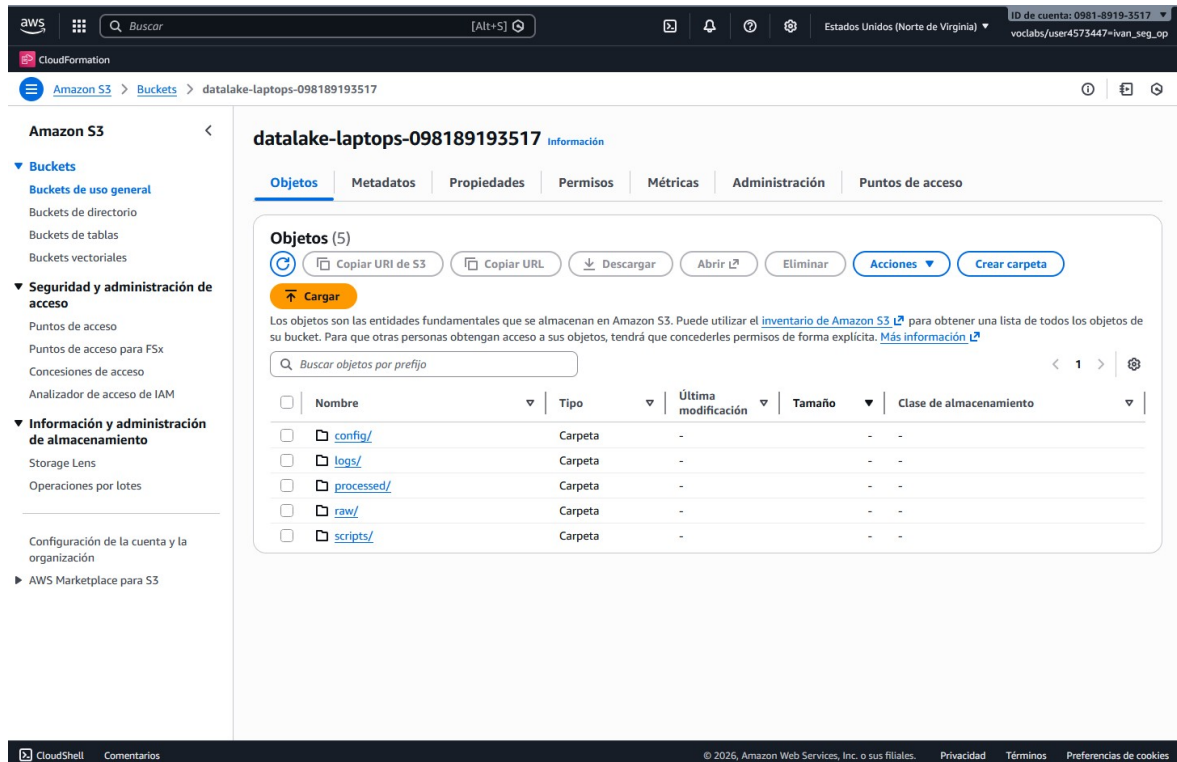 aws
Buscar
[Alt+S]
Estados Unidos (Norte de Virginia)
ID de cuenta: 0981-8919-3517
voclabs/user4573447=ivan_seg_op
CloudFormation
Amazon S3 > Buckets > datalake-laptops-098189193517
Amazon S3
Buckets
Buckets de uso general
Buckets de directorio
Buckets de tablas
Buckets vectoriales
Seguridad y administración de
acceso
Puntos de acceso
Puntos de acceso para FSx
Concesiones de acceso
Analizador de acceso de IAM
Información y administración
de almacenamiento
Storage Lens
Operaciones por lotes
Configuración de la cuenta y la
organización
AWS Marketplace para S3
datalake-laptops-098189193517 Información
Objetos Metadatos Propiedades Permisos Métricas Administración Puntos de acceso
Objetos (5)
Copiar URI de S3 Copiar URL Descargar Abrir Eliminar Acciones Crear carpeta
Cargar
Los objetos son las entidades fundamentales que se almacenan en Amazon S3. Puede utilizar el inventario de Amazon S3 para obtener una lista de todos los objetos de
su bucket. Para que otras personas obtengan acceso a sus objetos, tendrá que concederles permisos de forma explícita. Más información
Buscar objetos por prefijo
1
Nombre Tipo Última modificación Tamaño Clase de almacenamiento
config/ Carpeta - - -
logs/ Carpeta - - -
processed/ Carpeta - - -
raw/ Carpeta - - -
scripts/ Carpeta - - -
CloudShell Comentarios © 2026, Amazon Web Services, Inc. o sus filiales. Privacidad Términos Preferencias de cookies